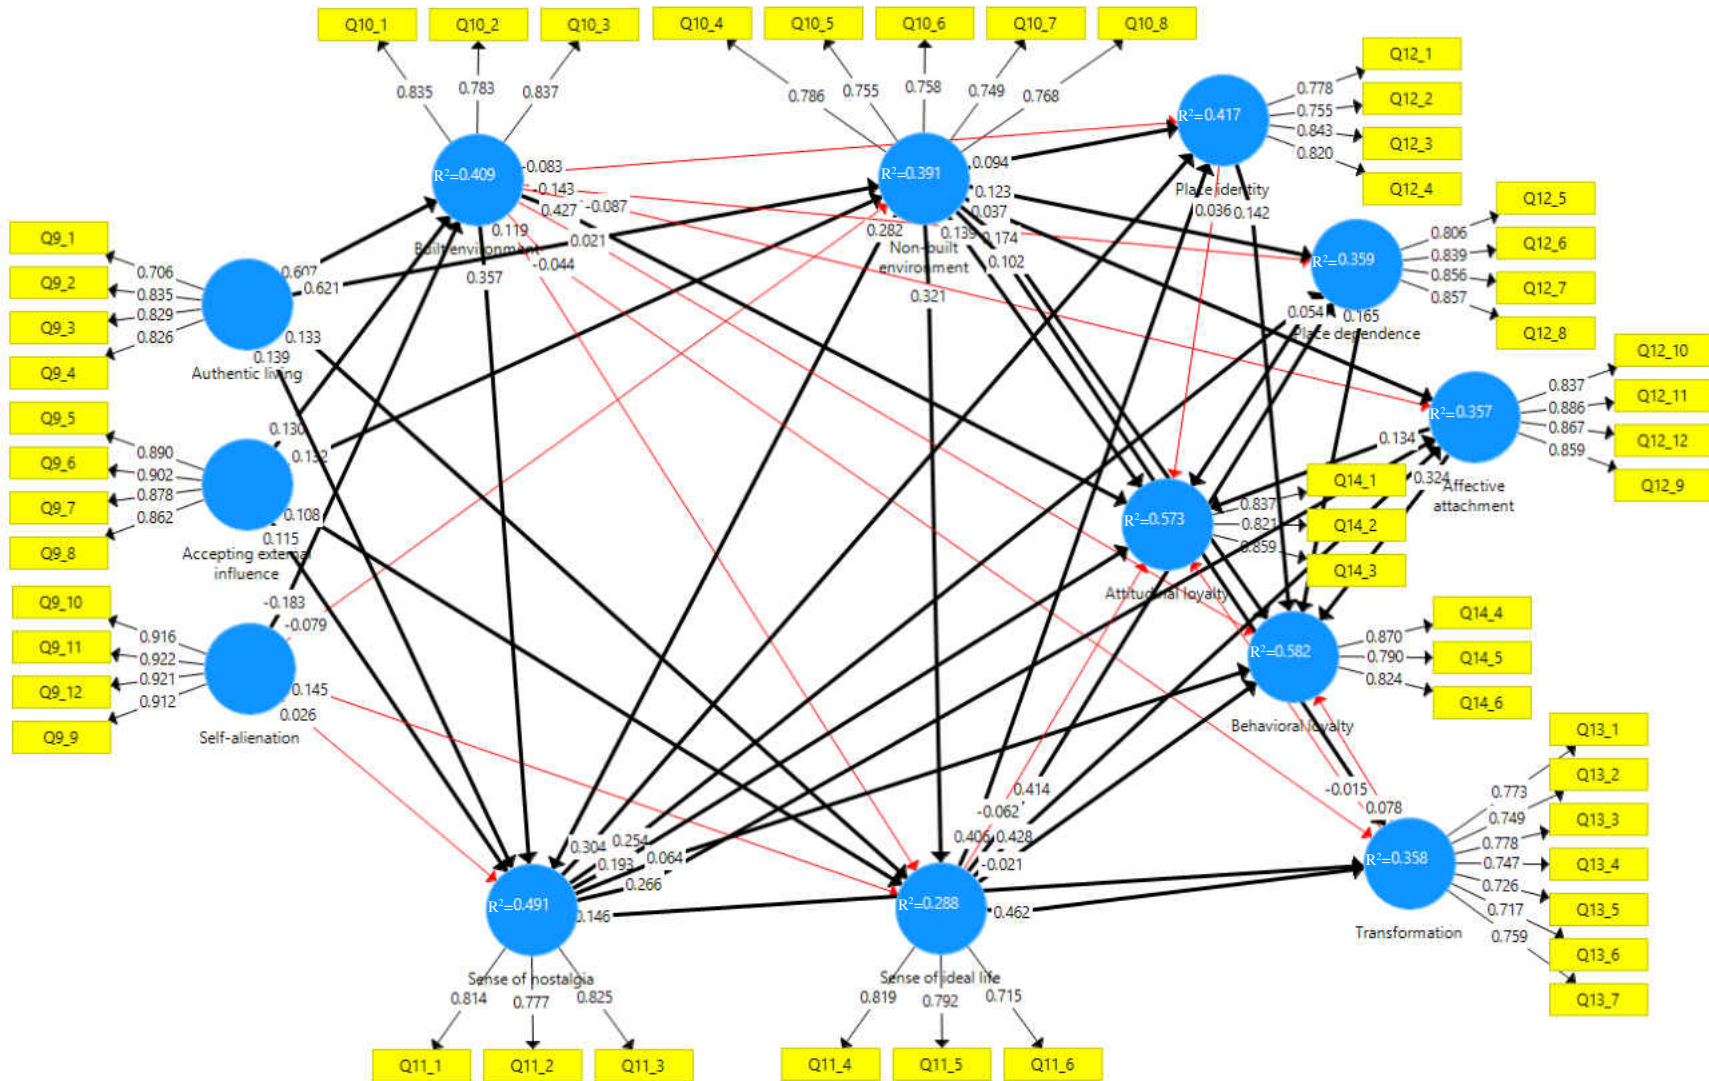 Q10_1
Q10_2
Q10_3
Q10_4
Q10_5
Q10_6
Q10_7
Q10_8
Q12_1
Q12_2
Q12_3
Q12_4
0.835
0.783
0.837
0.786
0.755
0.758
0.749
0.768
0.778
0.755
0.843
0.820
R²=0.409
R²=0.391
R²=0.417
Built environment
Non-built
environment
Place identity
-0.083
-0.143
0.427
-0.087
0.119
0.021
-0.044
0.357
0.282
0.094
0.123
0.037
0.139
0.174
0.102
0.321
0.036
0.142
Q12_5
Q12_6
Q12_7
Q12_8
0.806
0.839
0.856
0.857
R²=0.359
0.054
0.165
Place dependence
Q9_1
Q9_2
Q9_3
Q9_4
0.706
0.835
0.829
0.826
0.607
0.621
0.133
0.139
Authentic living
Q12_10
Q12_11
Q12_12
Q12_9
0.837
0.886
0.867
0.859
R²=0.357
0.134
0.324
Affective
attachment
Q9_5
Q9_6
Q9_7
Q9_8
0.890
0.902
0.878
0.862
0.130
0.132
0.108
0.115
Accepting external
influence
Q14_1
Q14_2
Q14_3
0.837
0.821
0.859
R²=0.573
Attitudinal loyalty
Q9_10
Q9_11
Q9_12
Q9_9
0.916
0.922
0.921
0.912
-0.183
-0.079
0.145
0.026
Self-alienation
Q14_4
Q14_5
Q14_6
0.870
0.790
0.824
R²=0.582
Behavioral loyalty
Q13_1
Q13_2
Q13_3
Q13_4
Q13_5
Q13_6
Q13_7
0.773
0.749
0.778
0.747
0.726
0.717
0.759
-0.015
0.078
R²=0.358
Transformation
0.304
0.254
0.193
0.064
0.266
0.146
R²=0.491
Sense of nostalgia
0.414
-0.062
0.406
0.428
-0.021
0.462
R²=0.288
Sense of ideal life
0.814
0.777
0.825
0.819
0.792
0.715
Q11_1
Q11_2
Q11_3
Q11_4
Q11_5
Q11_6